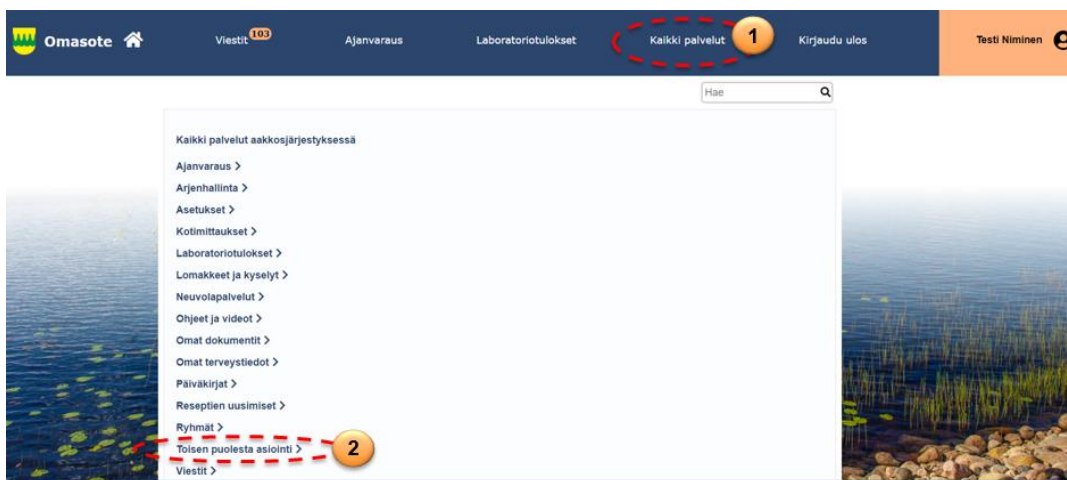 Omasote
Viestit 103
Ajanvaraus
Laboratoriotulokset
Kaikki palvelut
1
Kirjaudu ulos
Testi Niminen
Hae
Kaikki palvelut aakkosjärjestyksessä
Ajanvaraus >
Arjenhallinta >
Asetukset >
Kotimittaukset >
Laboratoriotulokset >
Lomakkeet ja kyselyt >
Neuvolapalvelut >
Ohjeet ja videot >
Omat dokumentit >
Omat terveystiedot >
Päiväkirjat >
Reseptien uusimiset >
Ryhmät >
Toisen puolesta asiointi >
2
Viestit >